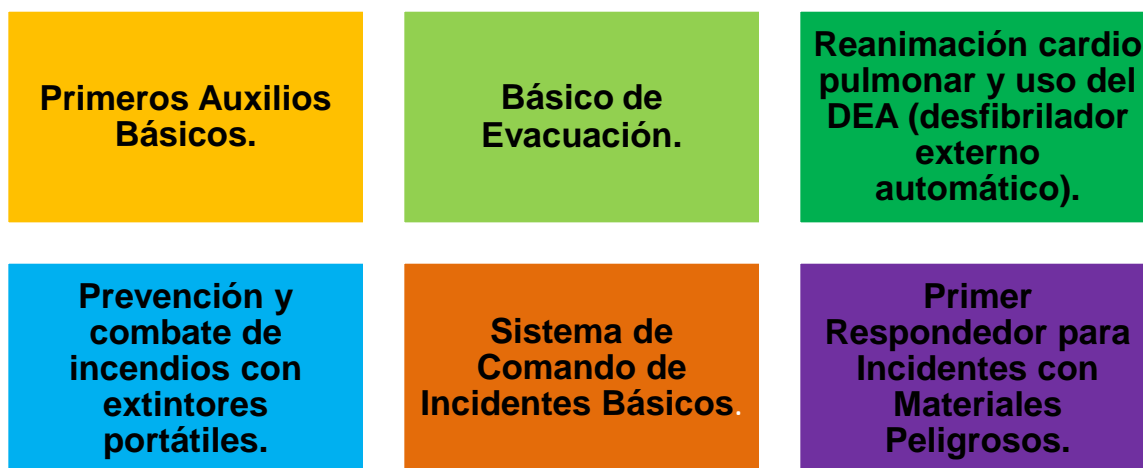 Primeros Auxilios
Básicos.
Básico de
Evacuación.
Reanimación cardio
pulmonar y uso del
DEA (desfibrilador
externo
automático).
Prevención y
combate de
incendios con
extintores
portátiles.
Sistema de
Comando de
Incidentes Básicos.
Primer
Respondedor para
Incidentes con
Materiales
Peligrosos.